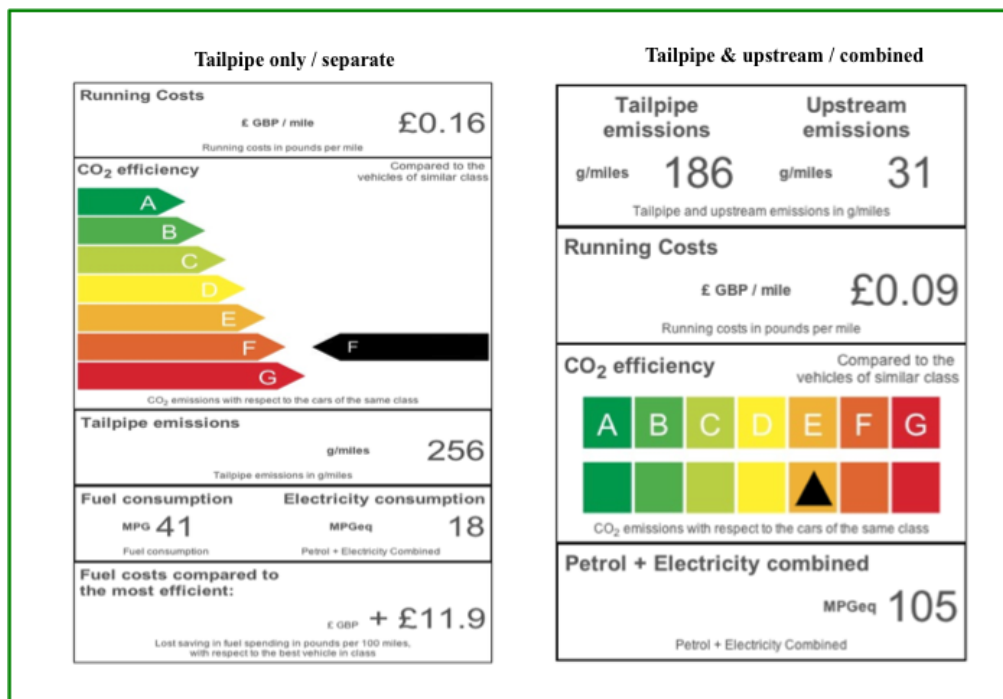 Tailpipe only / separate
Running Costs
£ GBP / mile £0.16
Running costs in pounds per mile
CO₂ efficiency
Compared to the
vehicles of similar class
A
B
C
D
E
F F
G
CO₂ emissions with respect to the cars of the same class
Tailpipe emissions
g/miles 256
Tailpipe emissions in g/miles
Fuel consumption Electricity consumption
MPG 41 MPGeq 18
Fuel consumption Petrol + Electricity Combined
Fuel costs compared to
the most efficient:
£ GBP + £11.9
Lost saving in fuel spending in pounds per 100 miles,
with respect to the best vehicle in class
Tailpipe & upstream / combined
Tailpipe Upstream
emissions emissions
g/miles 186 g/miles 31
Tailpipe and upstream emissions in g/miles
Running Costs
£ GBP / mile £0.09
Running costs in pounds per mile
CO₂ efficiency
Compared to the
vehicles of similar class
A B C D E F G
CO₂ emissions with respect to the cars of the same class
Petrol + Electricity combined
MPGeq 105
Petrol + Electricity Combined